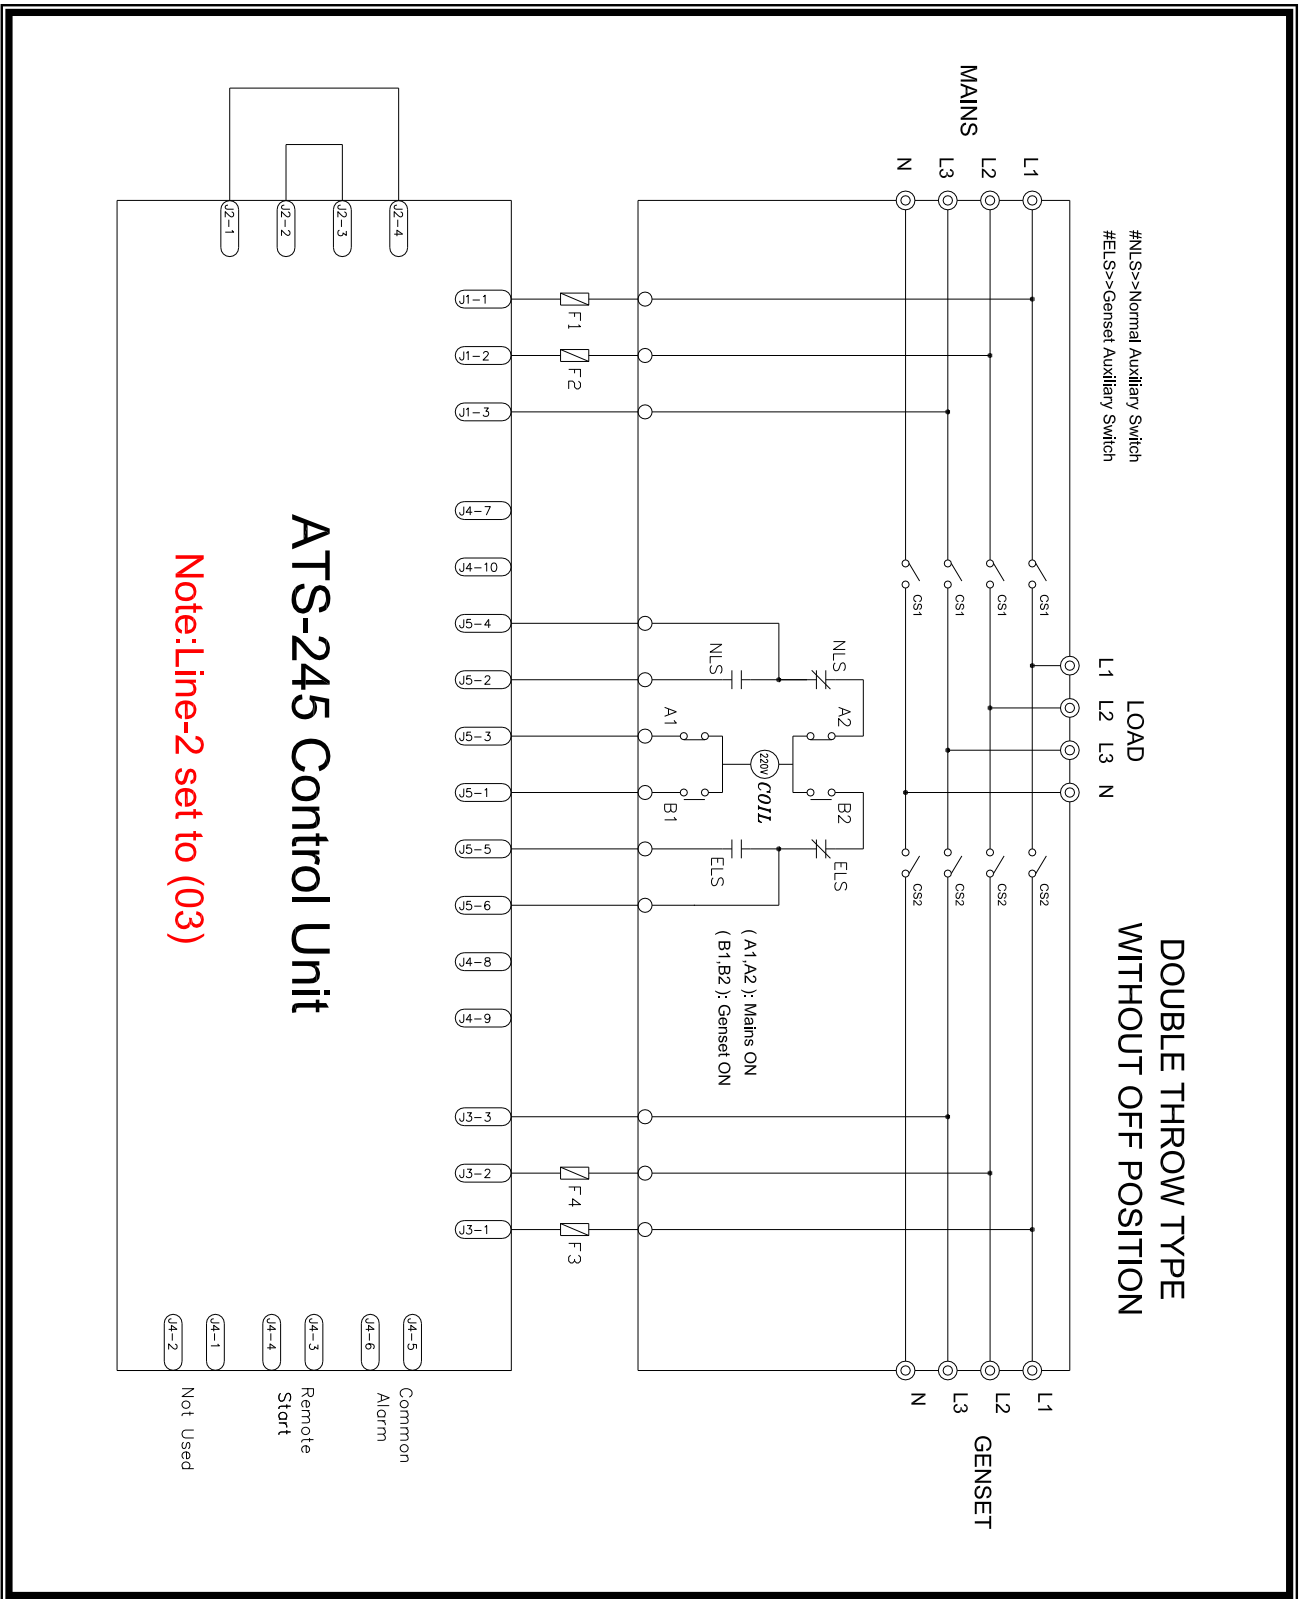 DOUBLE THROW TYPE
WITHOUT OFF POSITION
#NLS>>Normal Auxiliary Switch
#ELS>>Genset Auxiliary Switch
LOAD
L1
L2
L3
N
MAINS
L1
L2
L3
N
GENSET
L1
L2
L3
N
CS1
CS1
CS1
CS1
CS2
CS2
CS2
CS2
NLS
A2
B2
ELS
220V
COIL
NLS
A1
B1
ELS
( A1,A2 ): Mains ON
( B1,B2 ): Genset ON
F1
F2
F4
F3
J1-1
J1-2
J1-3
J4-7
J4-10
J5-4
J5-2
J5-3
J5-1
J5-5
J5-6
J4-8
J4-9
J3-3
J3-2
J3-1
J2-4
J2-3
J2-2
J2-1
ATS-245 Control Unit
Note:Line-2 set to (03)
J4-5
J4-6
J4-3
J4-4
J4-1
J4-2
Common
Alarm
Remote
Start
Not Used